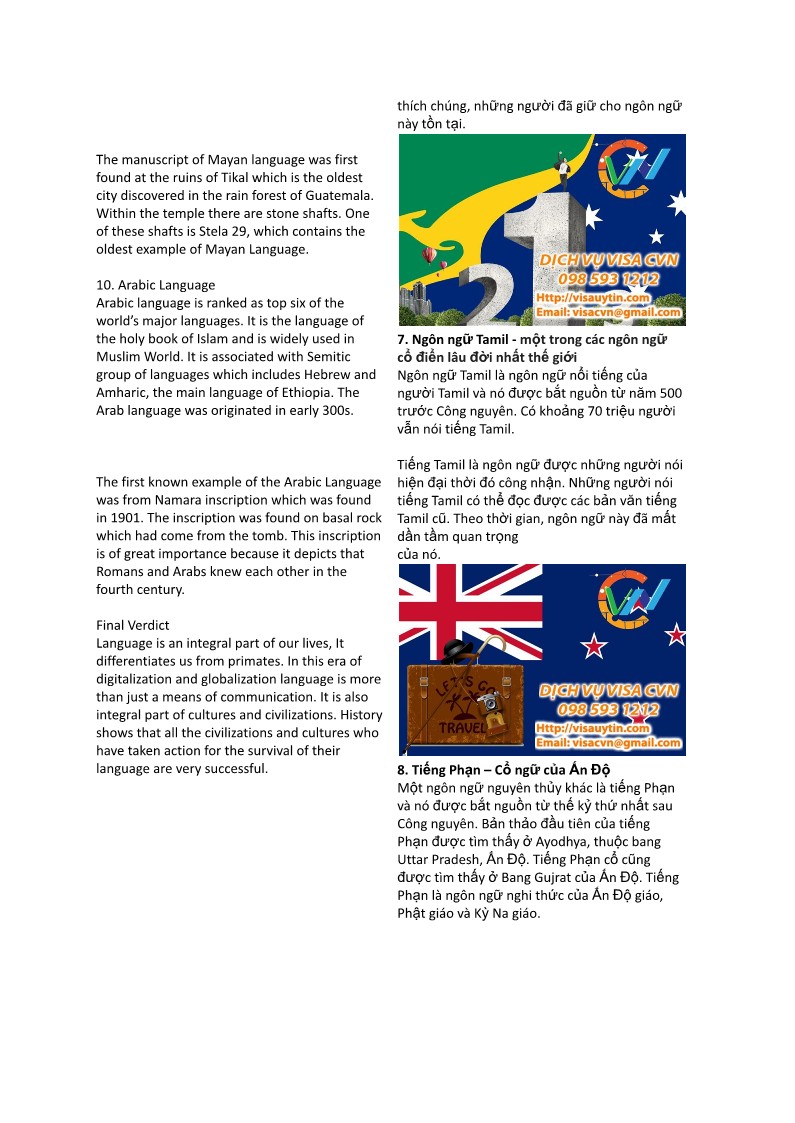 The manuscript of Mayan language was first
found at the ruins of Tikal which is the oldest
city discovered in the rain forest of Guatemala.
Within the temple there are stone shafts. One
of these shafts is Stela 29, which contains the
oldest example of Mayan Language.
10. Arabic Language
Arabic language is ranked as top six of the
world’s major languages. It is the language of
the holy book of Islam and is widely used in
Muslim World. It is associated with Semitic
group of languages which includes Hebrew and
Amharic, the main language of Ethiopia. The
Arab language was originated in early 300s.
The first known example of the Arabic Language
was from Namara inscription which was found
in 1901. The inscription was found on basal rock
which had come from the tomb. This inscription
is of great importance because it depicts that
Romans and Arabs knew each other in the
fourth century.
Final Verdict
Language is an integral part of our lives, It
differentiates us from primates. In this era of
digitalization and globalization language is more
than just a means of communication. It is also
integral part of cultures and civilizations. History
shows that all the civilizations and cultures who
have taken action for the survival of their
language are very successful.
thích chúng, những người đã giữ cho ngôn ngữ
này tồn tại.
CVN
21
DỊCH VỤ VISA CVN
098 593 1212
Http://visauytin.com
Email: visacvn@gmail.com
7. Ngôn ngữ Tamil - một trong các ngôn ngữ
cổ điển lâu đời nhất thế giới
Ngôn ngữ Tamil là ngôn ngữ nổi tiếng của
người Tamil và nó được bắt nguồn từ năm 500
trước Công nguyên. Có khoảng 70 triệu người
vẫn nói tiếng Tamil.
Tiếng Tamil là ngôn ngữ được những người nói
hiện đại thời đó công nhận. Những người nói
tiếng Tamil có thể đọc được các bản văn tiếng
Tamil cũ. Theo thời gian, ngôn ngữ này đã mất
dần tầm quan trọng
của nó.
CVN
LET'S GO
TRAVEL
DỊCH VỤ VISA CVN
098 593 1212
Http://visauytin.com
Email: visacvn@gmail.com
8. Tiếng Phạn – Cổ ngữ của Ấn Độ
Một ngôn ngữ nguyên thủy khác là tiếng Phạn
và nó được bắt nguồn từ thế kỷ thứ nhất sau
Công nguyên. Bản thảo đầu tiên của tiếng
Phạn được tìm thấy ở Ayodhya, thuộc bang
Uttar Pradesh, Ấn Độ. Tiếng Phạn cổ cũng
được tìm thấy ở Bang Gujrat của Ấn Độ. Tiếng
Phạn là ngôn ngữ nghi thức của Ấn Độ giáo,
Phật giáo và Kỳ Na giáo.